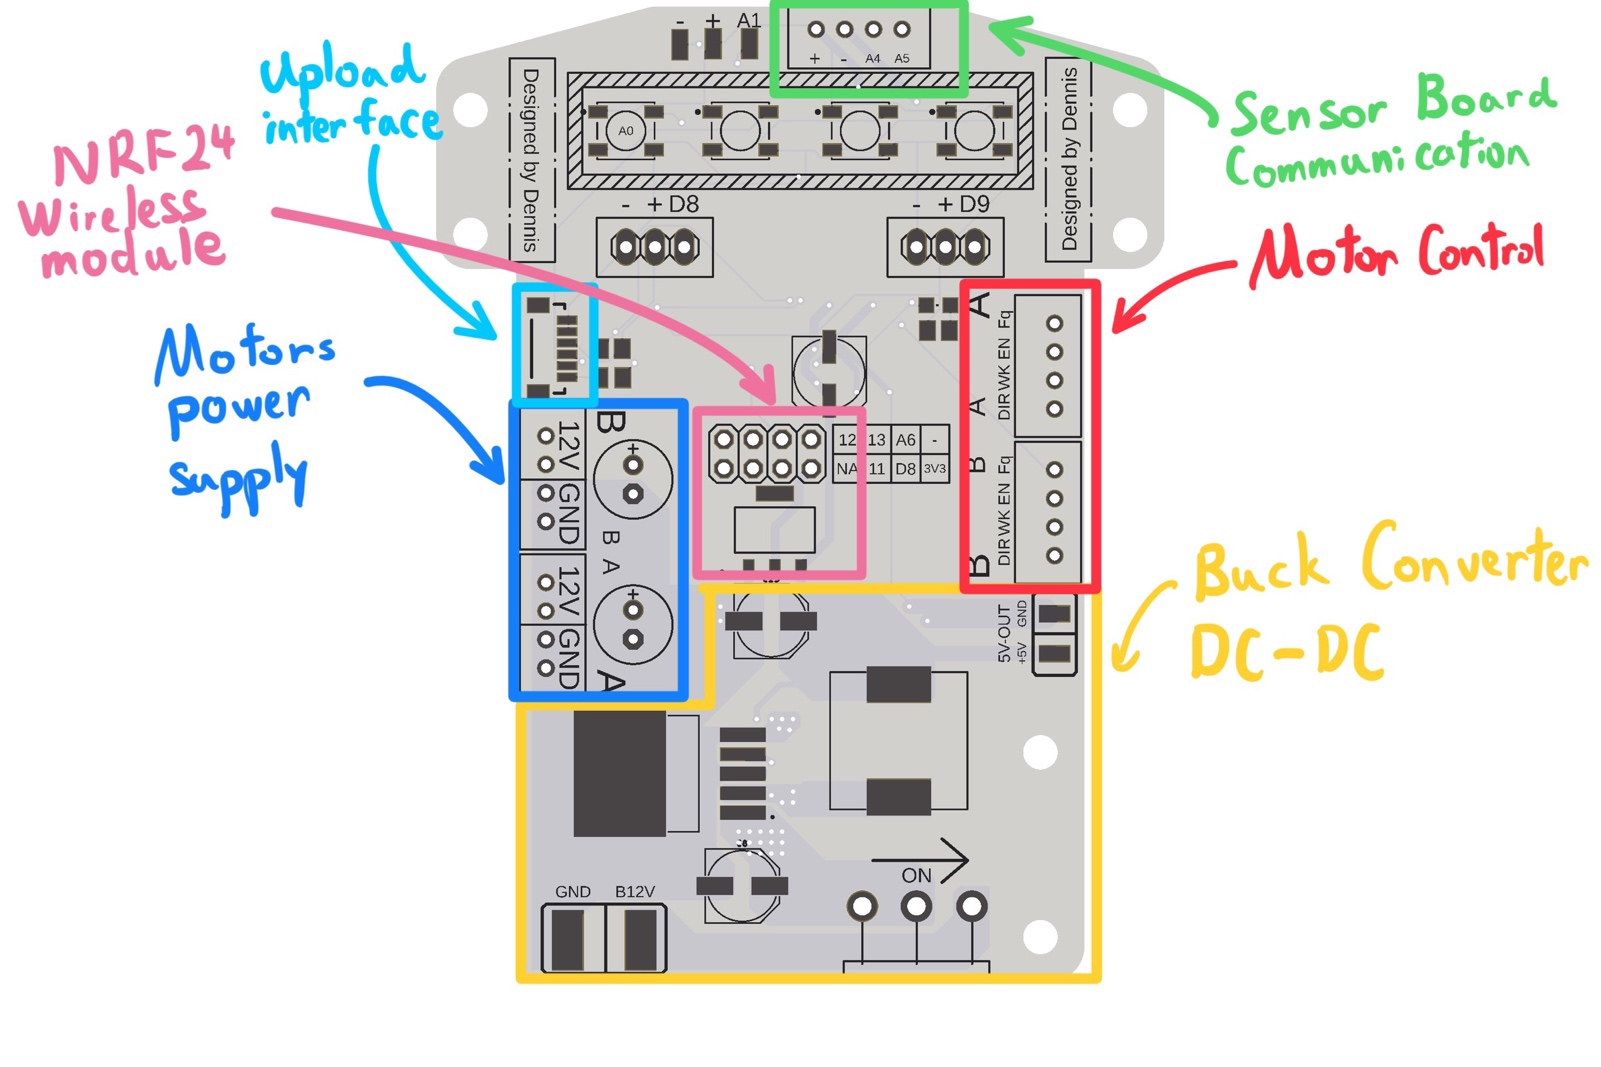 - + A1
+ - A4 A5
Upload
interface
NRF24
Wireless
module
Sensor Board
Communication
Designed by Dennis
Designed by Dennis
A0
- + D8
- + D9
Motor Control
Motors
power
supply
A
DIR WK EN Fq
A
B
DIR WK EN Fq
B
12V
GND
B
+
B
A
12V
GND
+
A
12 13 A6 -
NA 11 D8 3V3
Buck Converter
DC-DC
5V-OUT
GND
+5V
ON
GND B12V